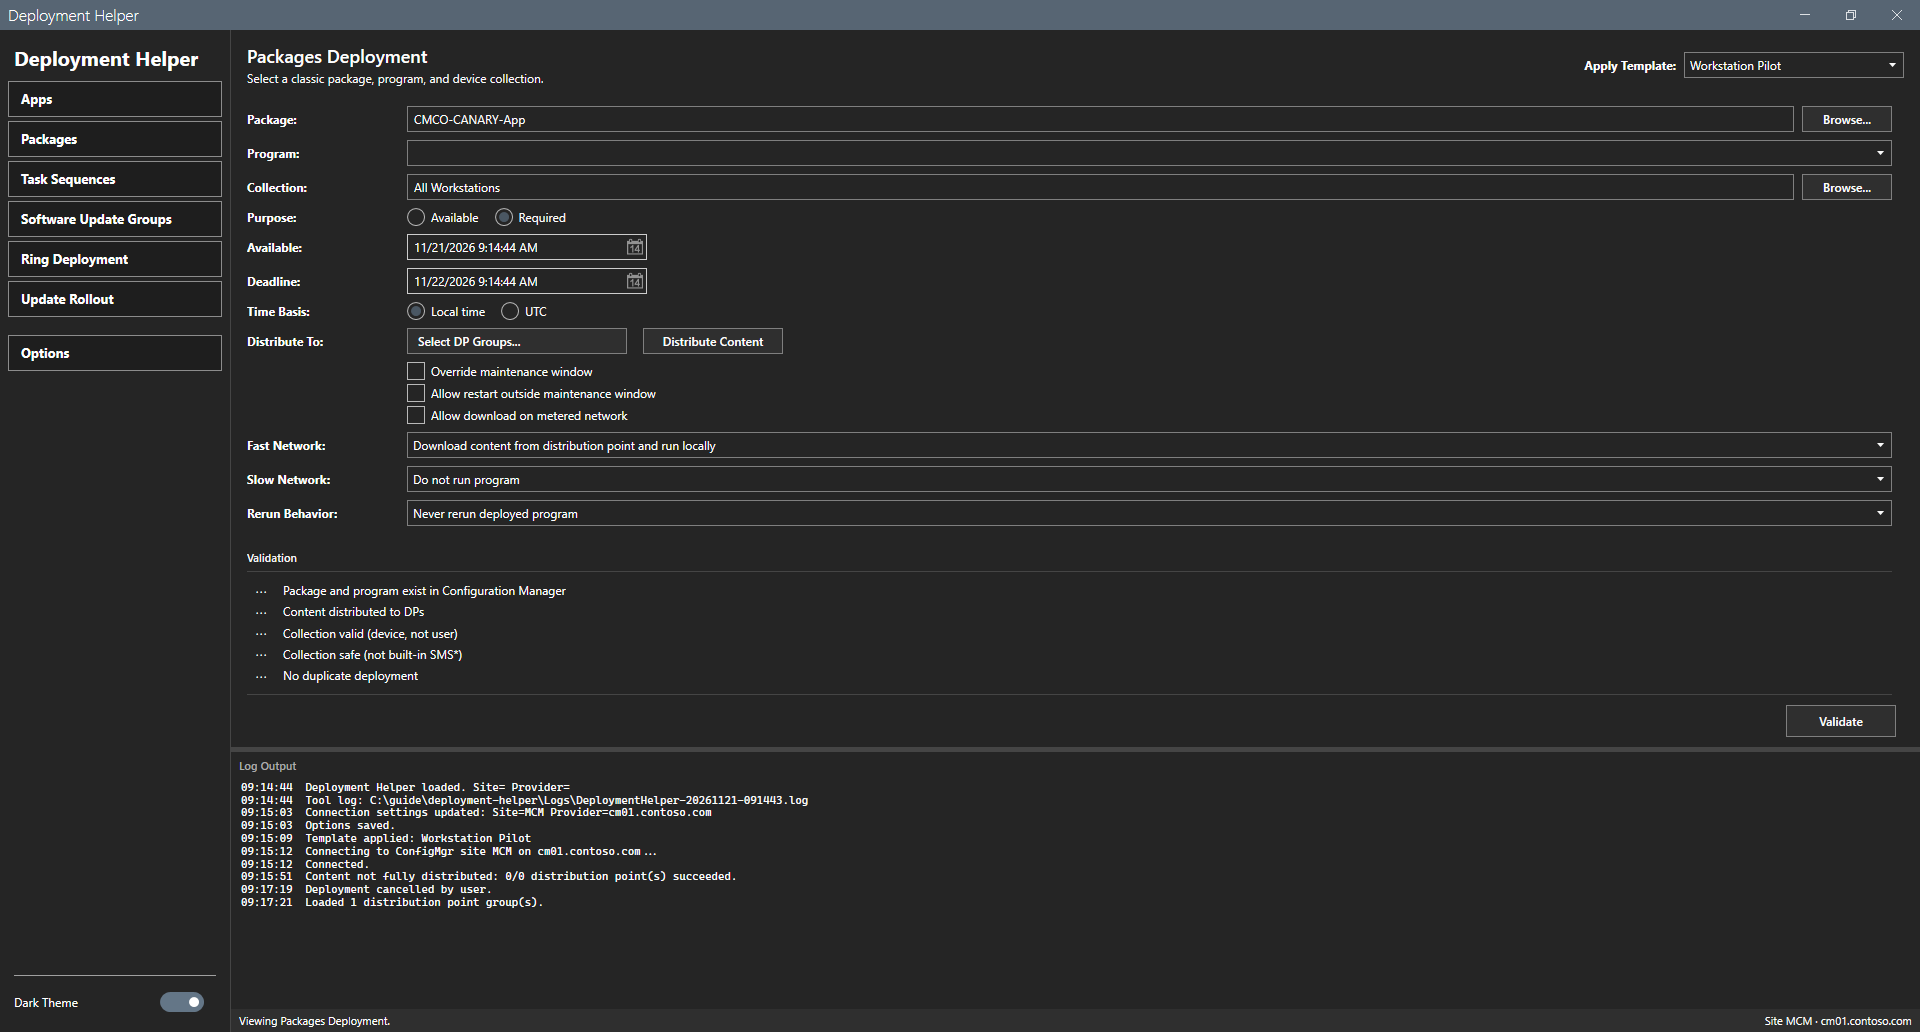 Deployment Helper
Deployment Helper
Apps
Packages
Task Sequences
Software Update Groups
Ring Deployment
Update Rollout
Options
Dark Theme
Packages Deployment
Select a classic package, program, and device collection.
Apply Template: Workstation Pilot
Package: CMCO-CANARY-App Browse...
Program:
Collection: All Workstations Browse...
Purpose: Available Required
Available: 11/21/2026 9:14:44 AM 14
Deadline: 11/22/2026 9:14:44 AM 14
Time Basis: Local time UTC
Distribute To: Select DP Groups... Distribute Content
Override maintenance window
Allow restart outside maintenance window
Allow download on metered network
Fast Network: Download content from distribution point and run locally
Slow Network: Do not run program
Rerun Behavior: Never rerun deployed program
Validation
... Package and program exist in Configuration Manager
... Content distributed to DPs
... Collection valid (device, not user)
... Collection safe (not built-in SMS*)
... No duplicate deployment
Validate
Log Output
09:14:44 Deployment Helper loaded. Site= Provider=
09:14:44 Tool log: C:\guide\deployment-helper\Logs\DeploymentHelper-20261121-091443.log
09:15:03 Connection settings updated: Site=MCM Provider=cm01.contoso.com
09:15:03 Options saved.
09:15:09 Template applied: Workstation Pilot
09:15:12 Connecting to ConfigMgr site MCM on cm01.contoso.com...
09:15:12 Connected.
09:15:51 Content not fully distributed: 0/0 distribution point(s) succeeded.
09:17:19 Deployment cancelled by user.
09:17:21 Loaded 1 distribution point group(s).
Viewing Packages Deployment.
Site MCM · cm01.contoso.com